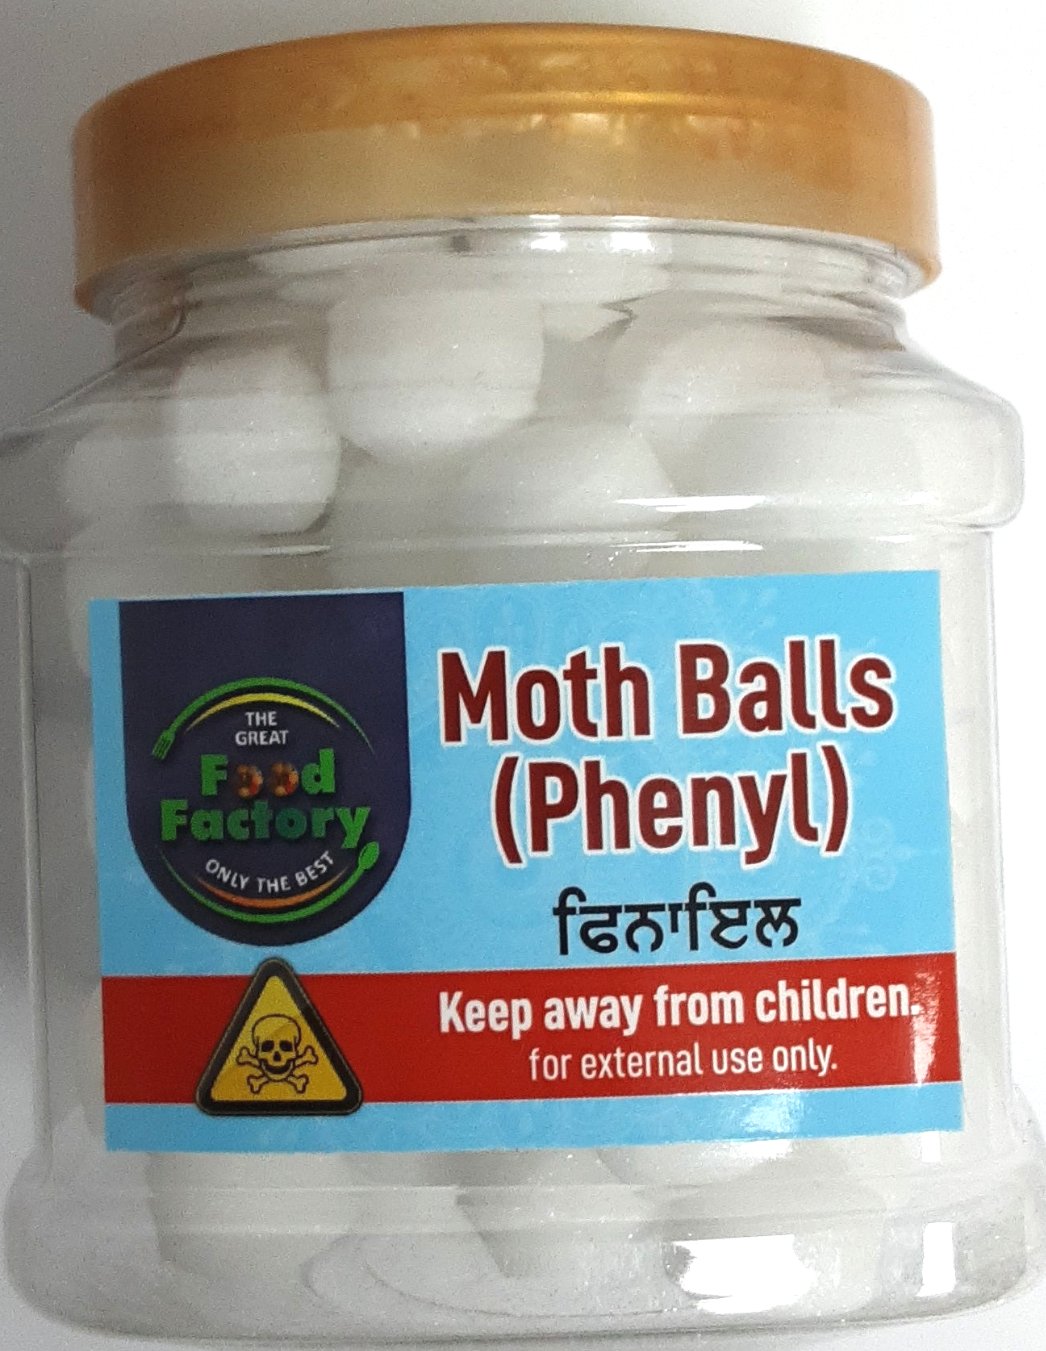 THE
GREAT
Food
Factory
ONLY THE BEST
Moth Balls
(Phenyl)
ਫਿਨਾਇਲ
Keep away from children.
for external use only.